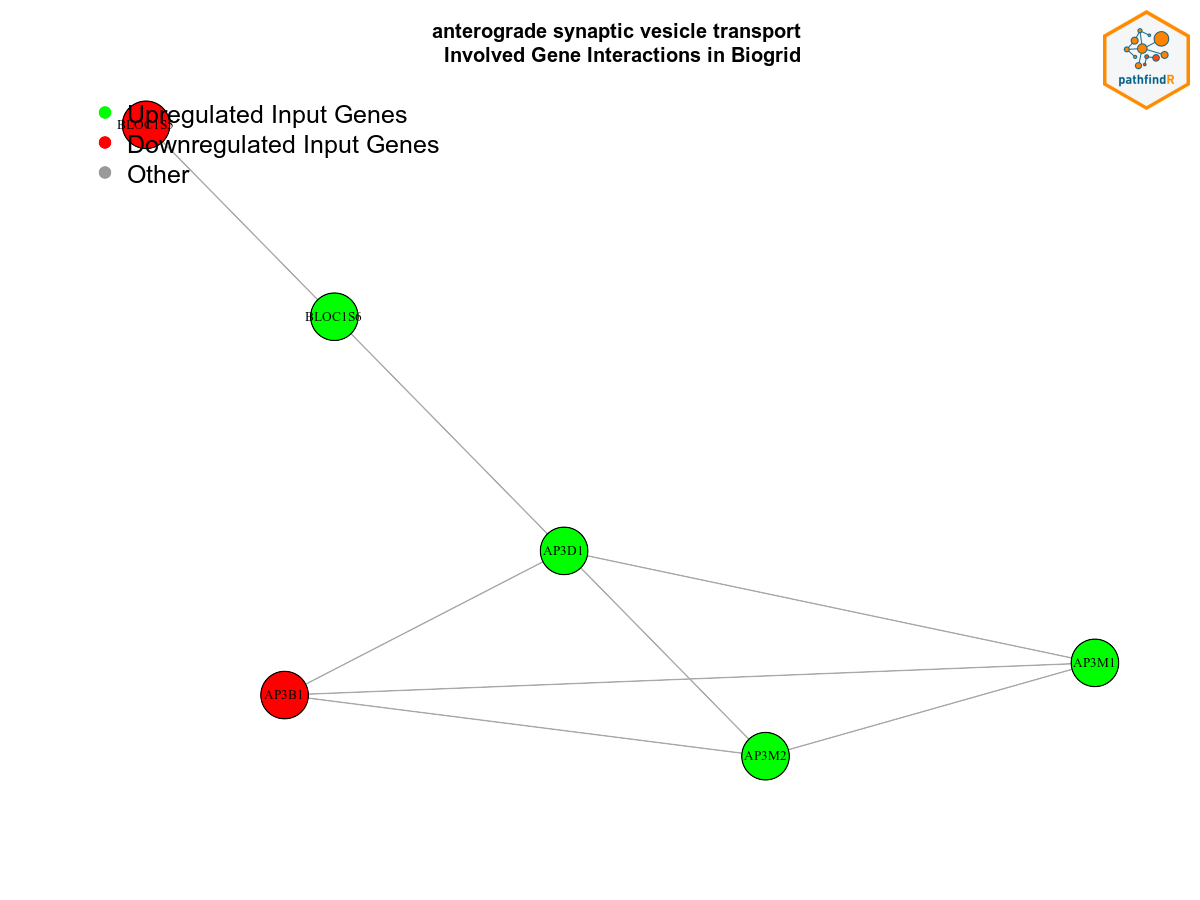 anterograde synaptic vesicle transport
Involved Gene Interactions in Biogrid
pathfindR
Upregulated Input Genes
Downregulated Input Genes
Other
BLOC1S6
AP3D1
AP3M1
AP3B1
AP3M2